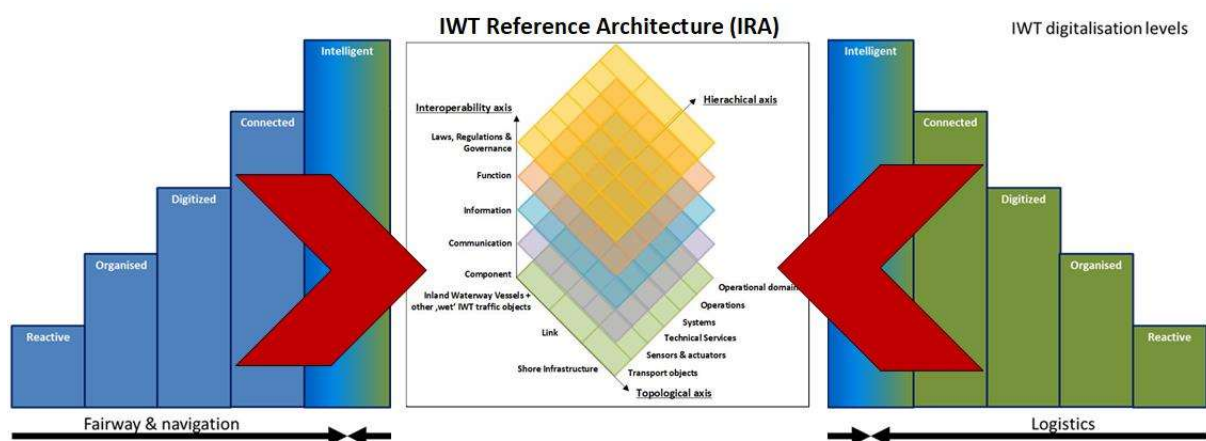 IWT Reference Architecture (IRA)
IWT digitalisation levels
Intelligent
Connected
Digitized
Organised
Reactive
Interoperability axis
Hierachical axis
Laws, Regulations &
Governance
Function
Information
Communication
Component
Inland Waterway Vessels +
other ‚wet' IWT traffic objects
Link
Shore Infrastructure
Operational domain
Operations
Systems
Technical Services
Sensors & actuators
Transport objects
Topological axis
Intelligent
Connected
Digitized
Organised
Reactive
Fairway & navigation
Logistics